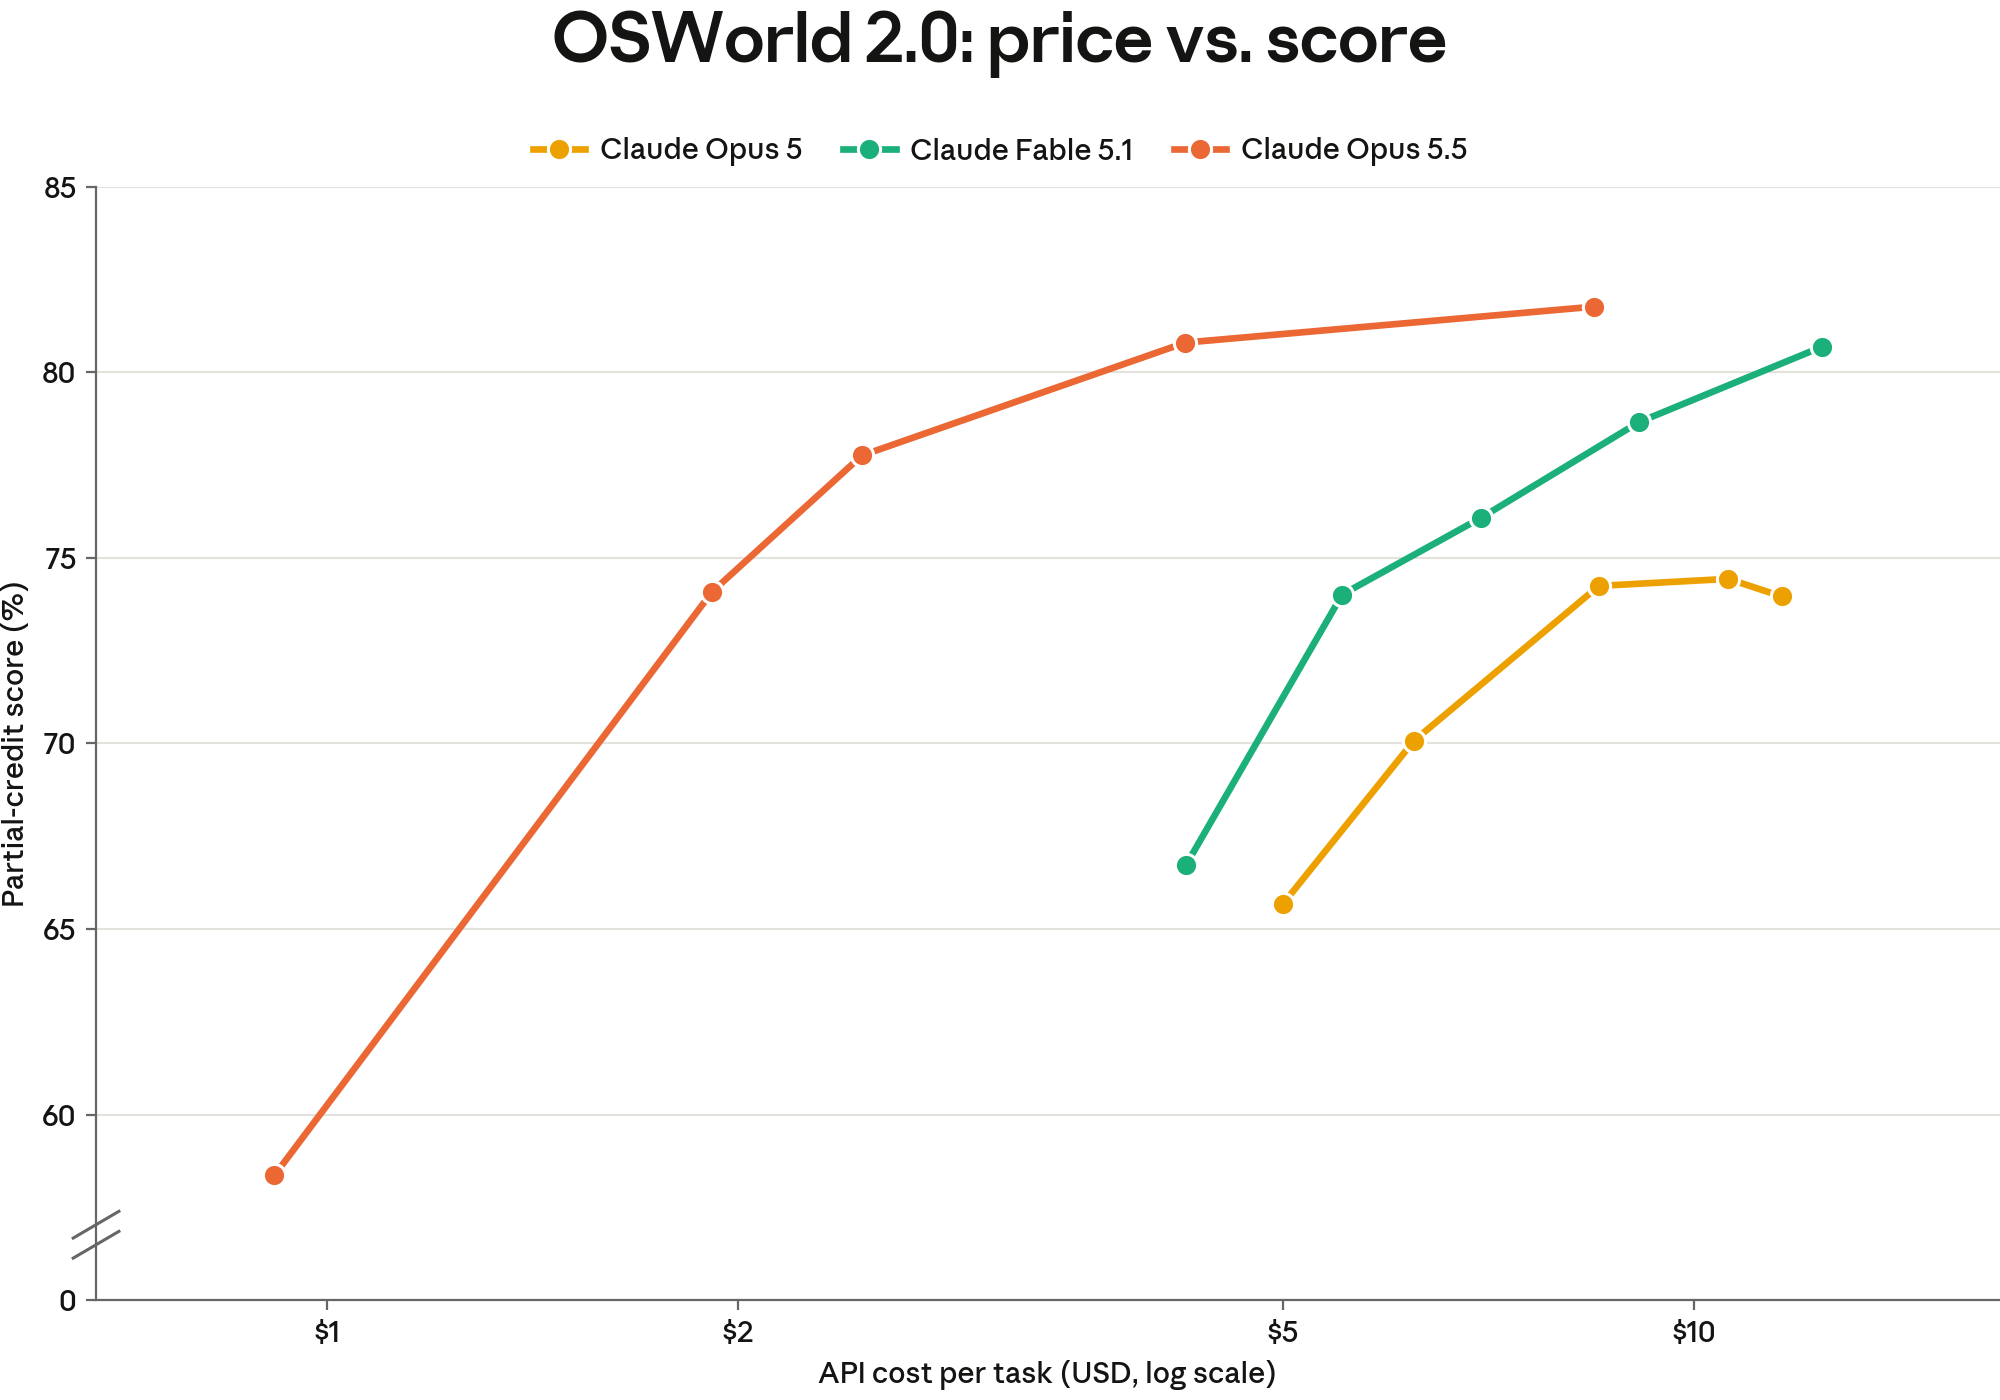 OSWorld 2.0: price vs. score
Claude Opus 5
Claude Fable 5.1
Claude Opus 5.5
85
80
75
70
65
60
0
Partial-credit score (%)
$1
$2
$5
$10
API cost per task (USD, log scale)